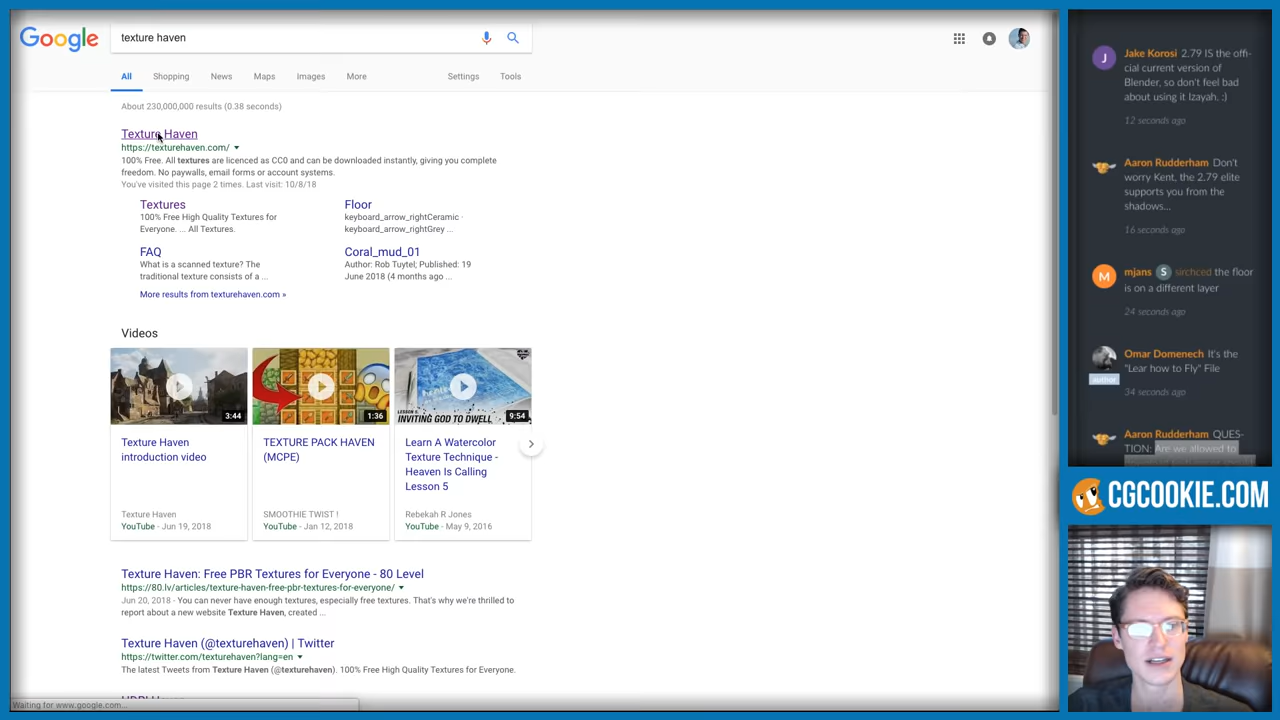 Google
texture haven
All
Shopping
News
Maps
Images
More
Settings
Tools
About 230,000,000 results (0.38 seconds)
Texture Haven
https://texturehaven.com/
100% Free. All textures are licenced as CC0 and can be downloaded instantly, giving you complete
freedom. No paywalls, email forms or account systems.
You've visited this page 2 times. Last visit: 10/8/18
Textures
100% Free High Quality Textures for
Everyone. ... All Textures.
Floor
keyboard_arrow_rightCeramic ·
keyboard_arrow_rightGrey ...
FAQ
What is a scanned texture? The
traditional texture consists of a ...
Coral_mud_01
Author: Rob Tuytel; Published: 19
June 2018 (4 months ago ...
More results from texturehaven.com »
Videos
3:44
1:36
LESSON 5
INVITING GOD TO DWELL
9:54
Texture Haven
introduction video
Texture Haven
YouTube - Jun 19, 2018
TEXTURE PACK HAVEN
(MCPE)
SMOOTHIE TWIST !
YouTube - Jan 12, 2018
Learn A Watercolor
Texture Technique -
Heaven Is Calling
Lesson 5
Rebekah R Jones
YouTube - May 9, 2016
Texture Haven: Free PBR Textures for Everyone - 80 Level
https://80.lv/articles/texture-haven-free-pbr-textures-for-everyone/
Jun 20, 2018 - You can never have enough textures, especially free textures. That's why we're thrilled to
report about a new website Texture Haven, created ...
Texture Haven (@texturehaven) | Twitter
https://twitter.com/texturehaven?lang=en
The latest Tweets from Texture Haven (@texturehaven). 100% Free High Quality Textures for Everyone.
Waiting for www.google.com...
J
Jake Korosi 2.79 IS the offi-
cial current version of
Blender, so don't feel bad
about using it Izayah. :)
12 seconds ago
Aaron Rudderham Don't
worry Kent, the 2.79 elite
supports you from the
shadows...
16 seconds ago
M
mjans S sirchced the floor
is on a different layer
24 seconds ago
Omar Domenech It's the
"Lear how to Fly" File
author
34 seconds ago
Aaron Rudderham QUES-
TION: Are we allowed to
CGCOOKIE.COM